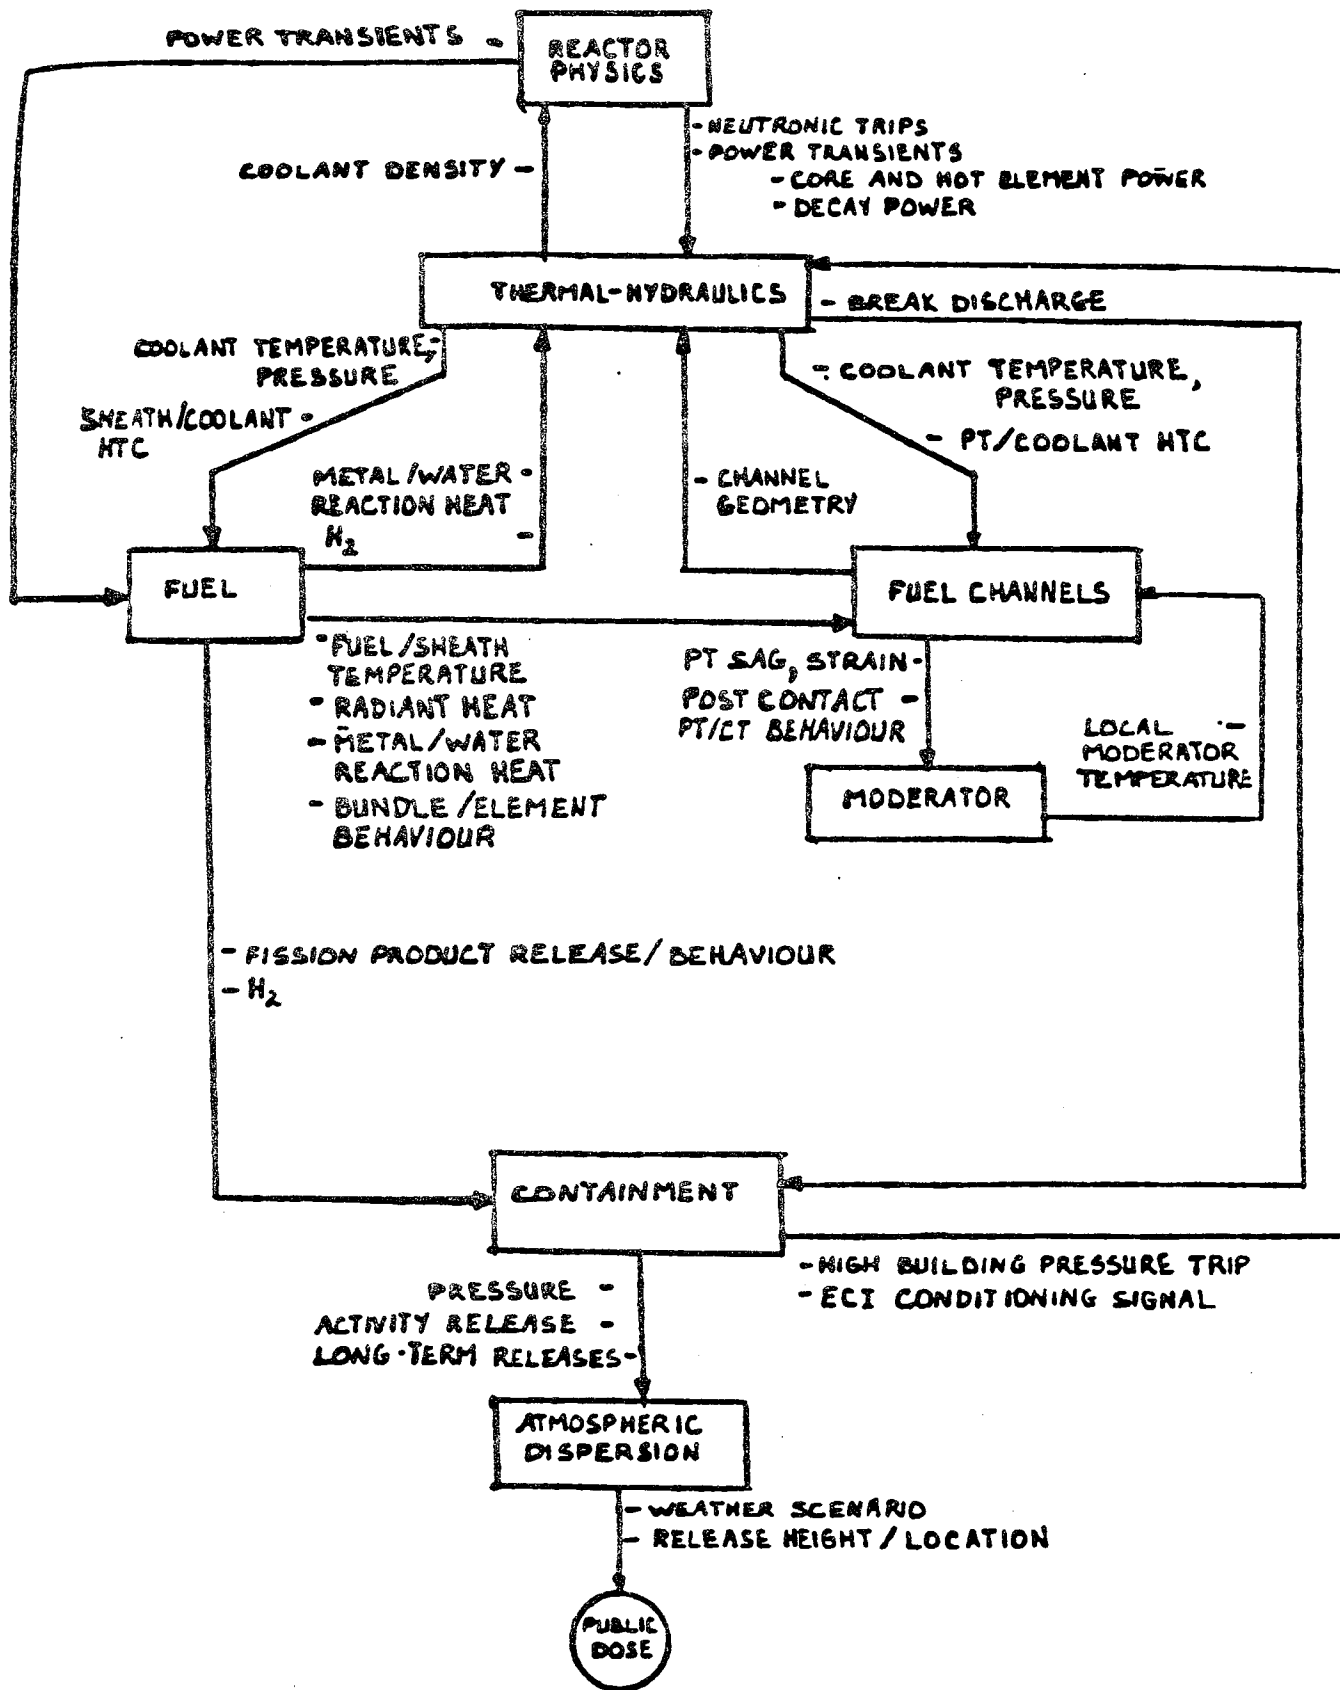 POWER TRANSIENTS -
REACTOR
PHYSICS
- NEUTRONIC TRIPS
- POWER TRANSIENTS
- CORE AND HOT ELEMENT POWER
- DECAY POWER
COOLANT DENSITY -
THERMAL-HYDRAULICS
- BREAK DISCHARGE
COOLANT TEMPERATURE, -
PRESSURE
SHEATH/COOLANT -
HTC
- COOLANT TEMPERATURE,
PRESSURE
- PT/COOLANT HTC
METAL/WATER -
REACTION HEAT
H2 -
- CHANNEL
GEOMETRY
FUEL
FUEL CHANNELS
- FUEL/SHEATH
TEMPERATURE
- RADIANT HEAT
- METAL/WATER
REACTION HEAT
- BUNDLE/ELEMENT
BEHAVIOUR
PT SAG, STRAIN -
POST CONTACT -
PT/CT BEHAVIOUR
LOCAL -
MODERATOR
TEMPERATURE
MODERATOR
- FISSION PRODUCT RELEASE/BEHAVIOUR
- H2
CONTAINMENT
- HIGH BUILDING PRESSURE TRIP
- ECI CONDITIONING SIGNAL
PRESSURE -
ACTIVITY RELEASE -
LONG-TERM RELEASES -
ATMOSPHERIC
DISPERSION
- WEATHER SCENARIO
- RELEASE HEIGHT/LOCATION
PUBLIC
DOSE